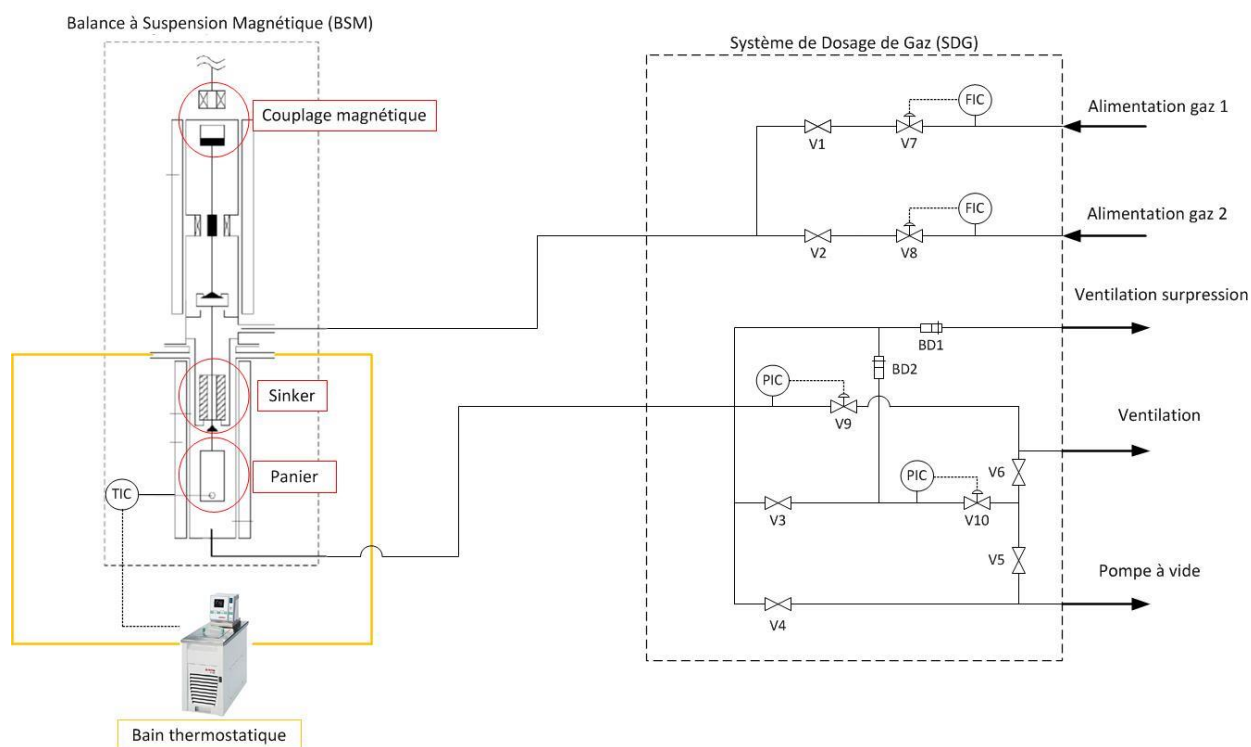 Balance à Suspension Magnétique (BSM)
Système de Dosage de Gaz (SDG)
Couplage magnétique
FIC
Alimentation gaz 1
V1
V7
FIC
Alimentation gaz 2
V2
V8
Ventilation surpression
BD1
BD2
PIC
Sinker
V9
Ventilation
V6
Panier
PIC
TIC
V3
V10
V5
Pompe à vide
V4
Bain thermostatique